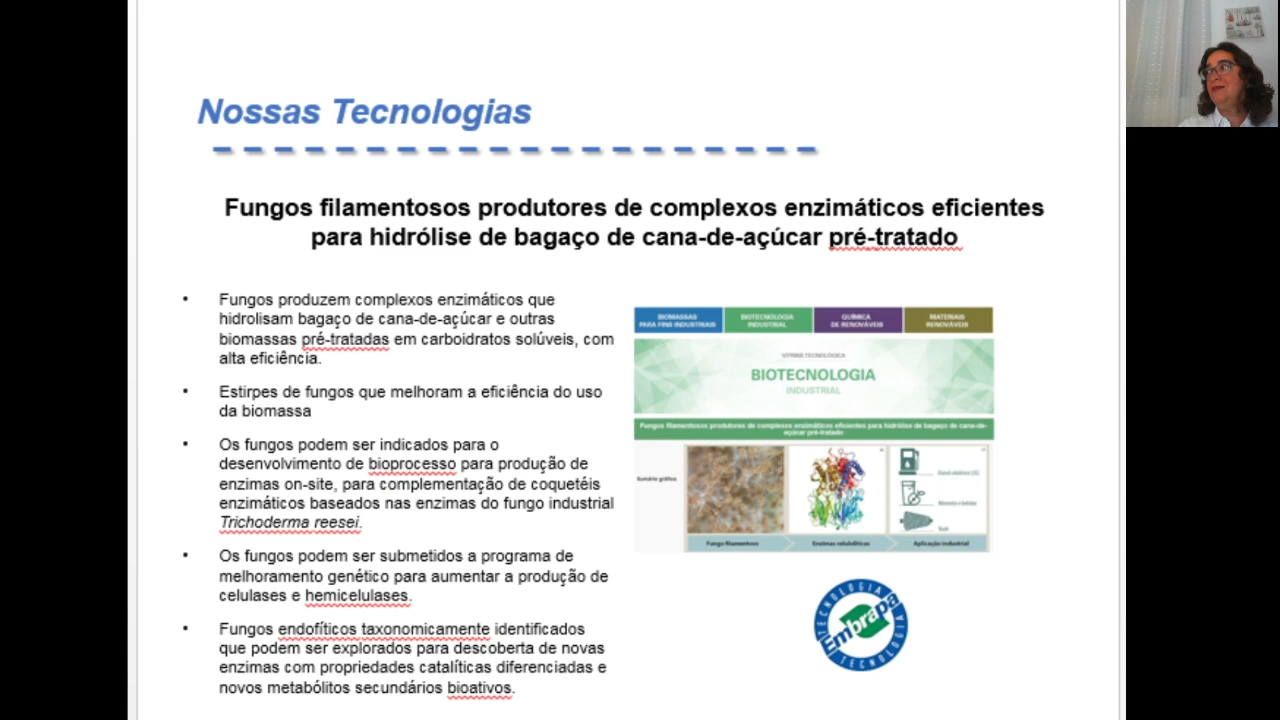 Nossas Tecnologias
Fungos filamentosos produtores de complexos enzimáticos eficientes
para hidrólise de bagaço de cana-de-açúcar pré-tratado
• Fungos produzem complexos enzimáticos que
hidrolisam bagaço de cana-de-açúcar e outras
biomassas pré-tratadas em carboidratos solúveis, com
alta eficiência.
• Estirpes de fungos que melhoram a eficiência do uso
da biomassa
• Os fungos podem ser indicados para o
desenvolvimento de bioprocesso para produção de
enzimas on-site, para complementação de coquetéis
enzimáticos baseados nas enzimas do fungo industrial
Trichoderma reesei.
• Os fungos podem ser submetidos a programa de
melhoramento genético para aumentar a produção de
celulases e hemicelulases.
• Fungos endofíticos taxonomicamente identificados
que podem ser explorados para descoberta de novas
enzimas com propriedades catalíticas diferenciadas e
novos metabólitos secundários bioativos.
BIOMASSAS
PARA FINS INDUSTRIAIS
BIOTECNOLOGIA
INDUSTRIAL
QUÍMICA
DE RENOVÁVEIS
MATERIAIS
RENOVÁVEIS
VITRINE TECNOLÓGICA
BIOTECNOLOGIA
INDUSTRIAL
Fungos filamentosos produtores de complexos enzimáticos eficientes para hidrólise de bagaço de cana-de-
açúcar pré-tratado
Sumário gráfico
Alimentos e bebidas
Têxtil
Fungo filamentoso
Enzimas celulolíticas
Aplicação industrial
TECNOLOGIA
Embrapa
TECNOLOGIA